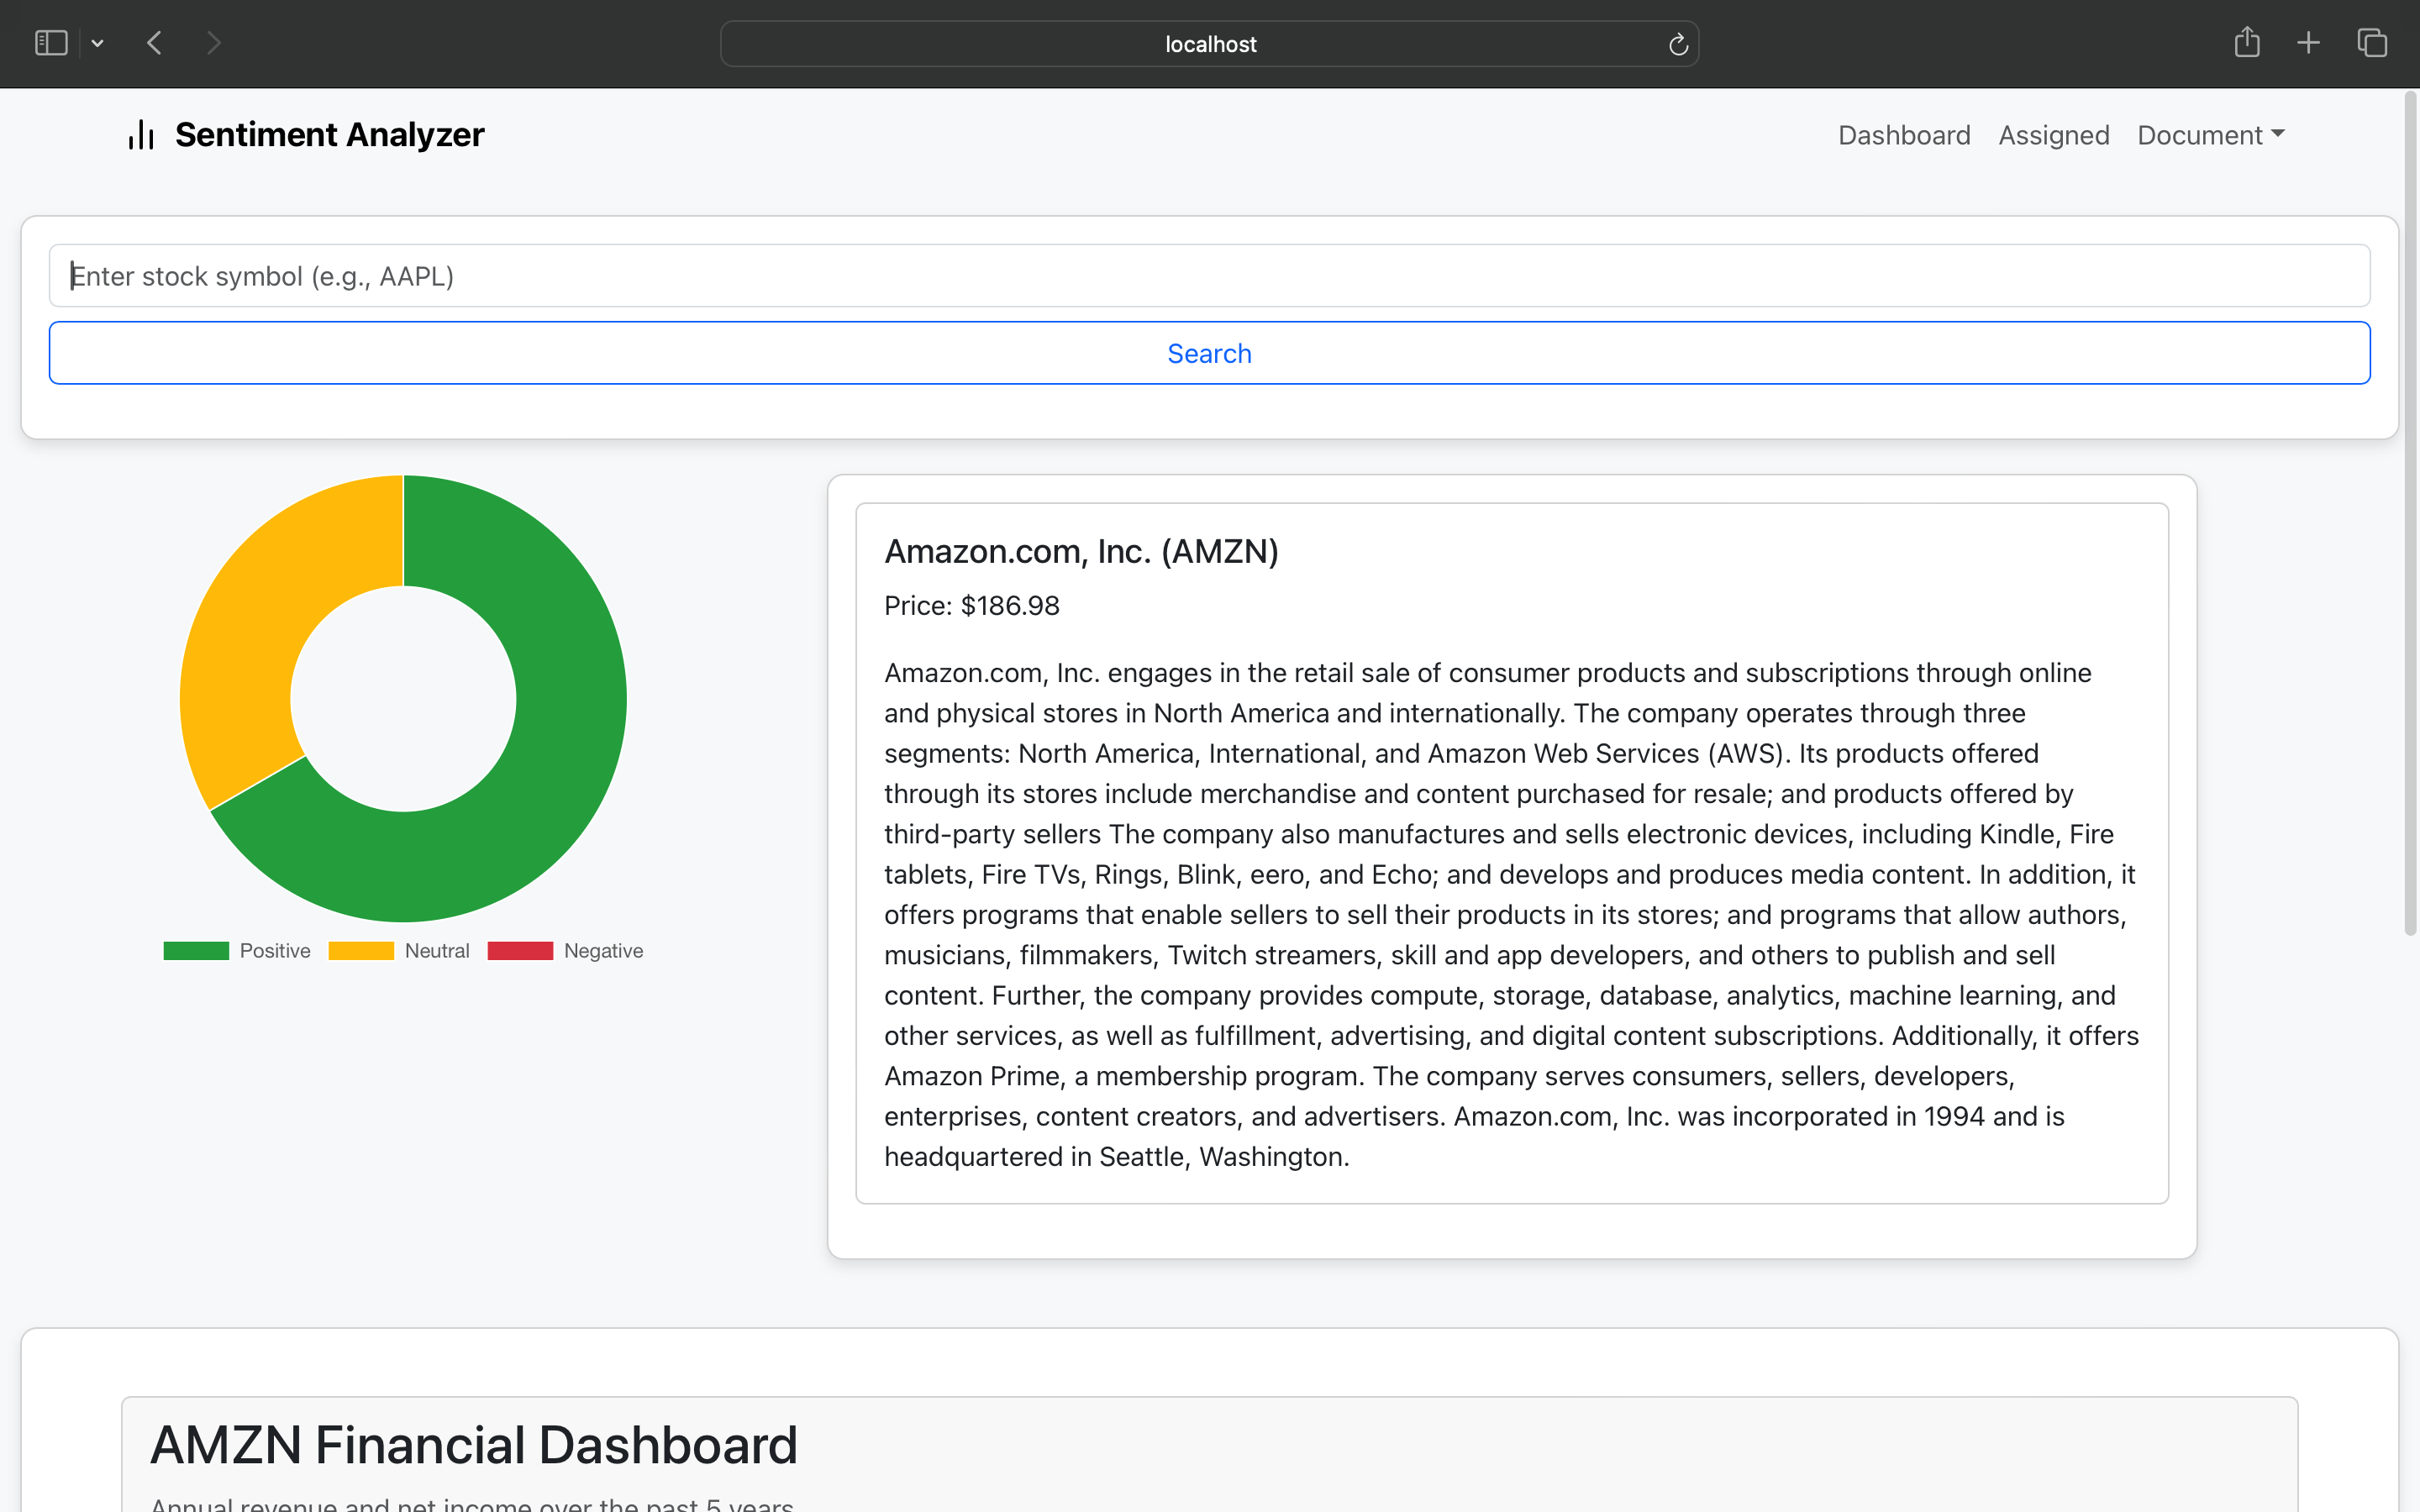 localhost
Sentiment Analyzer
Dashboard Assigned Document
Enter stock symbol (e.g., AAPL)
Search
Positive Neutral Negative
Amazon.com, Inc. (AMZN)
Price: $186.98
Amazon.com, Inc. engages in the retail sale of consumer products and subscriptions through online
and physical stores in North America and internationally. The company operates through three
segments: North America, International, and Amazon Web Services (AWS). Its products offered
through its stores include merchandise and content purchased for resale; and products offered by
third-party sellers The company also manufactures and sells electronic devices, including Kindle, Fire
tablets, Fire TVs, Rings, Blink, eero, and Echo; and develops and produces media content. In addition, it
offers programs that enable sellers to sell their products in its stores; and programs that allow authors,
musicians, filmmakers, Twitch streamers, skill and app developers, and others to publish and sell
content. Further, the company provides compute, storage, database, analytics, machine learning, and
other services, as well as fulfillment, advertising, and digital content subscriptions. Additionally, it offers
Amazon Prime, a membership program. The company serves consumers, sellers, developers,
enterprises, content creators, and advertisers. Amazon.com, Inc. was incorporated in 1994 and is
headquartered in Seattle, Washington.
AMZN Financial Dashboard
Annual revenue and net income over the past 5 years